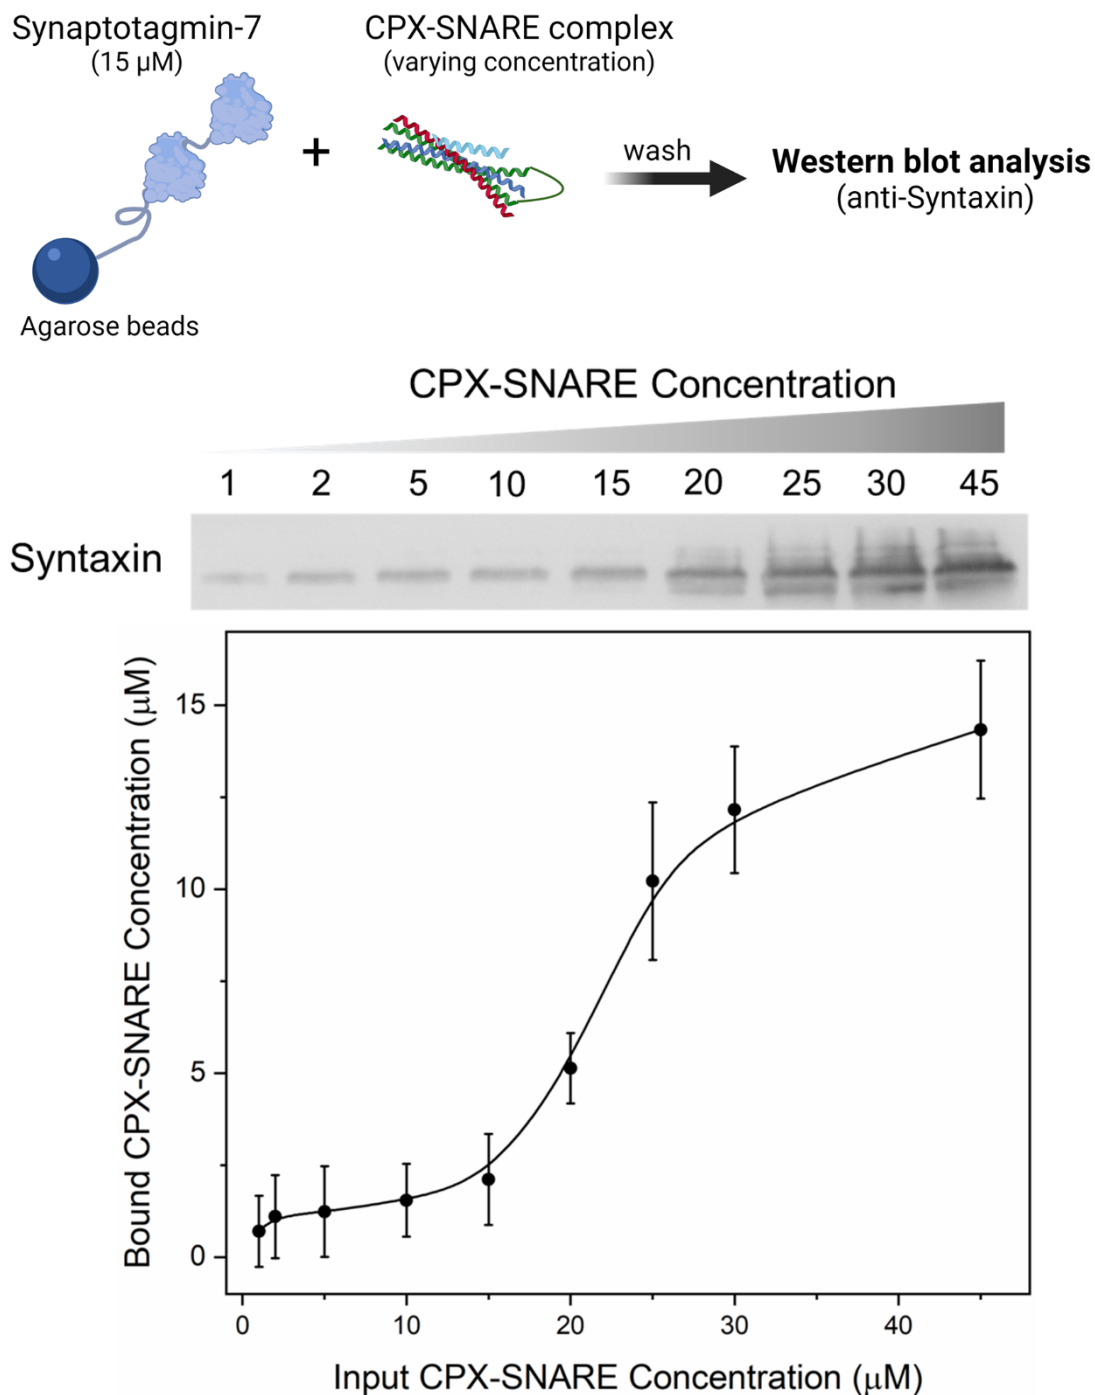 Synaptotagmin-7
(15 μM)
CPX-SNARE complex
(varying concentration)
+
wash
Western blot analysis
(anti-Syntaxin)
Agarose beads
CPX-SNARE Concentration
1 2 5 10 15 20 25 30 45
Syntaxin
Bound CPX-SNARE Concentration (μM)
15
10
5
0
0 10 20 30 40
Input CPX-SNARE Concentration (μM)